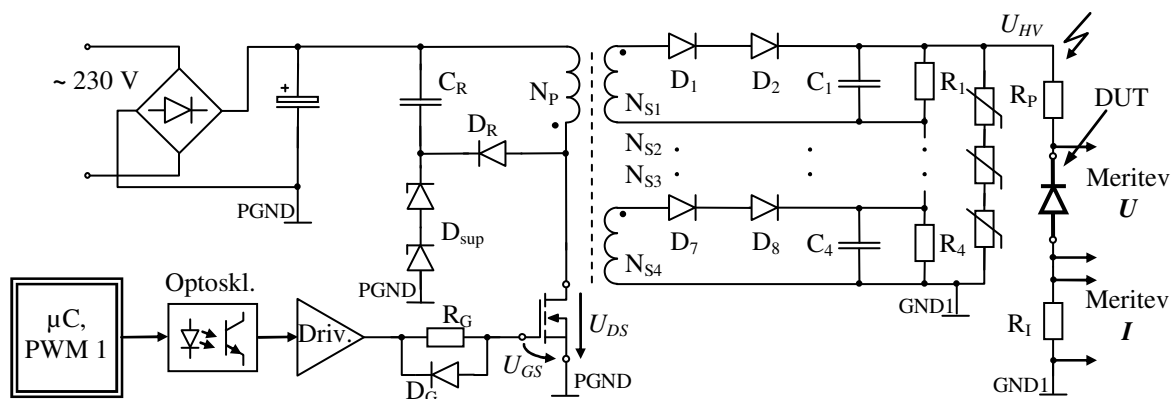 ~ 230 V
+
C_R
N_P
D_R
D_sup
PGND
PGND
D_1
D_2
C_1
R_1
N_S1
N_S2
N_S3
N_S4
D_7
D_8
C_4
R_4
GND1
U_HV
R_P
DUT
Meritev
U
Meritev
I
R_I
GND1
µC,
PWM 1
Optoskl.
Driv.
R_G
D_G
U_GS
U_DS
PGND